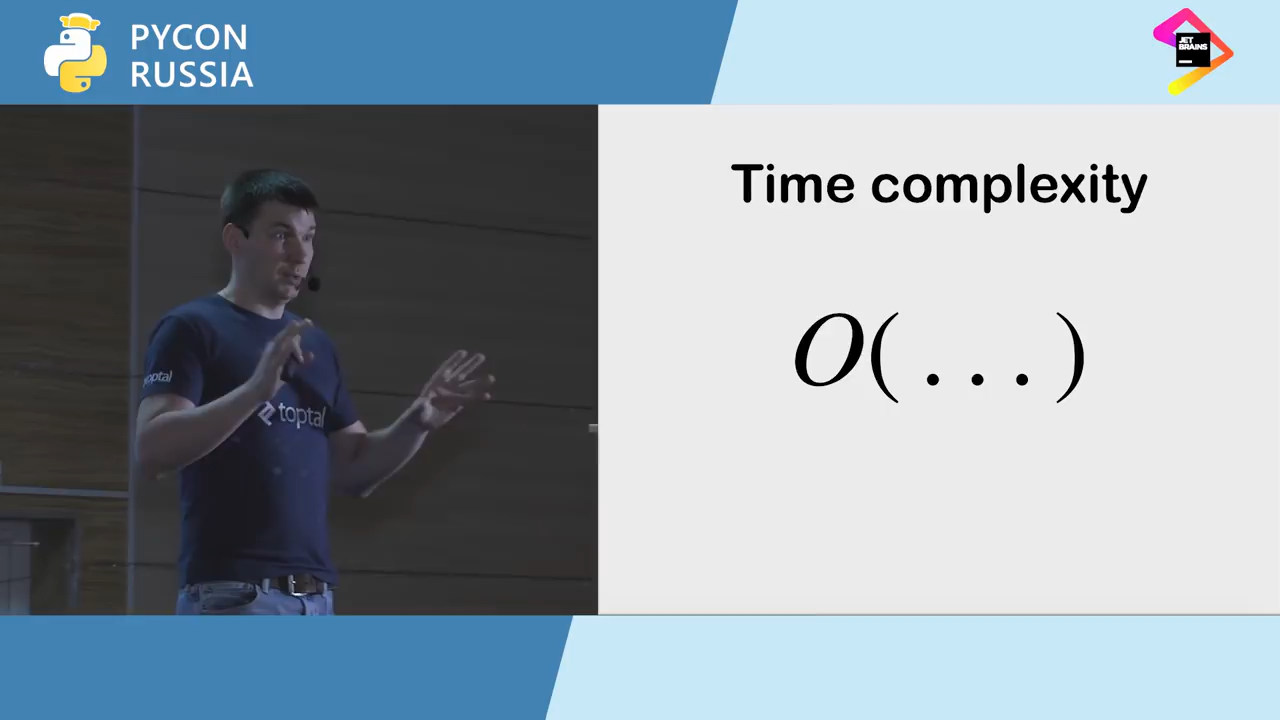 PYCON
RUSSIA
JET
BRAINS
Time complexity
O(...)
toptal
toptal